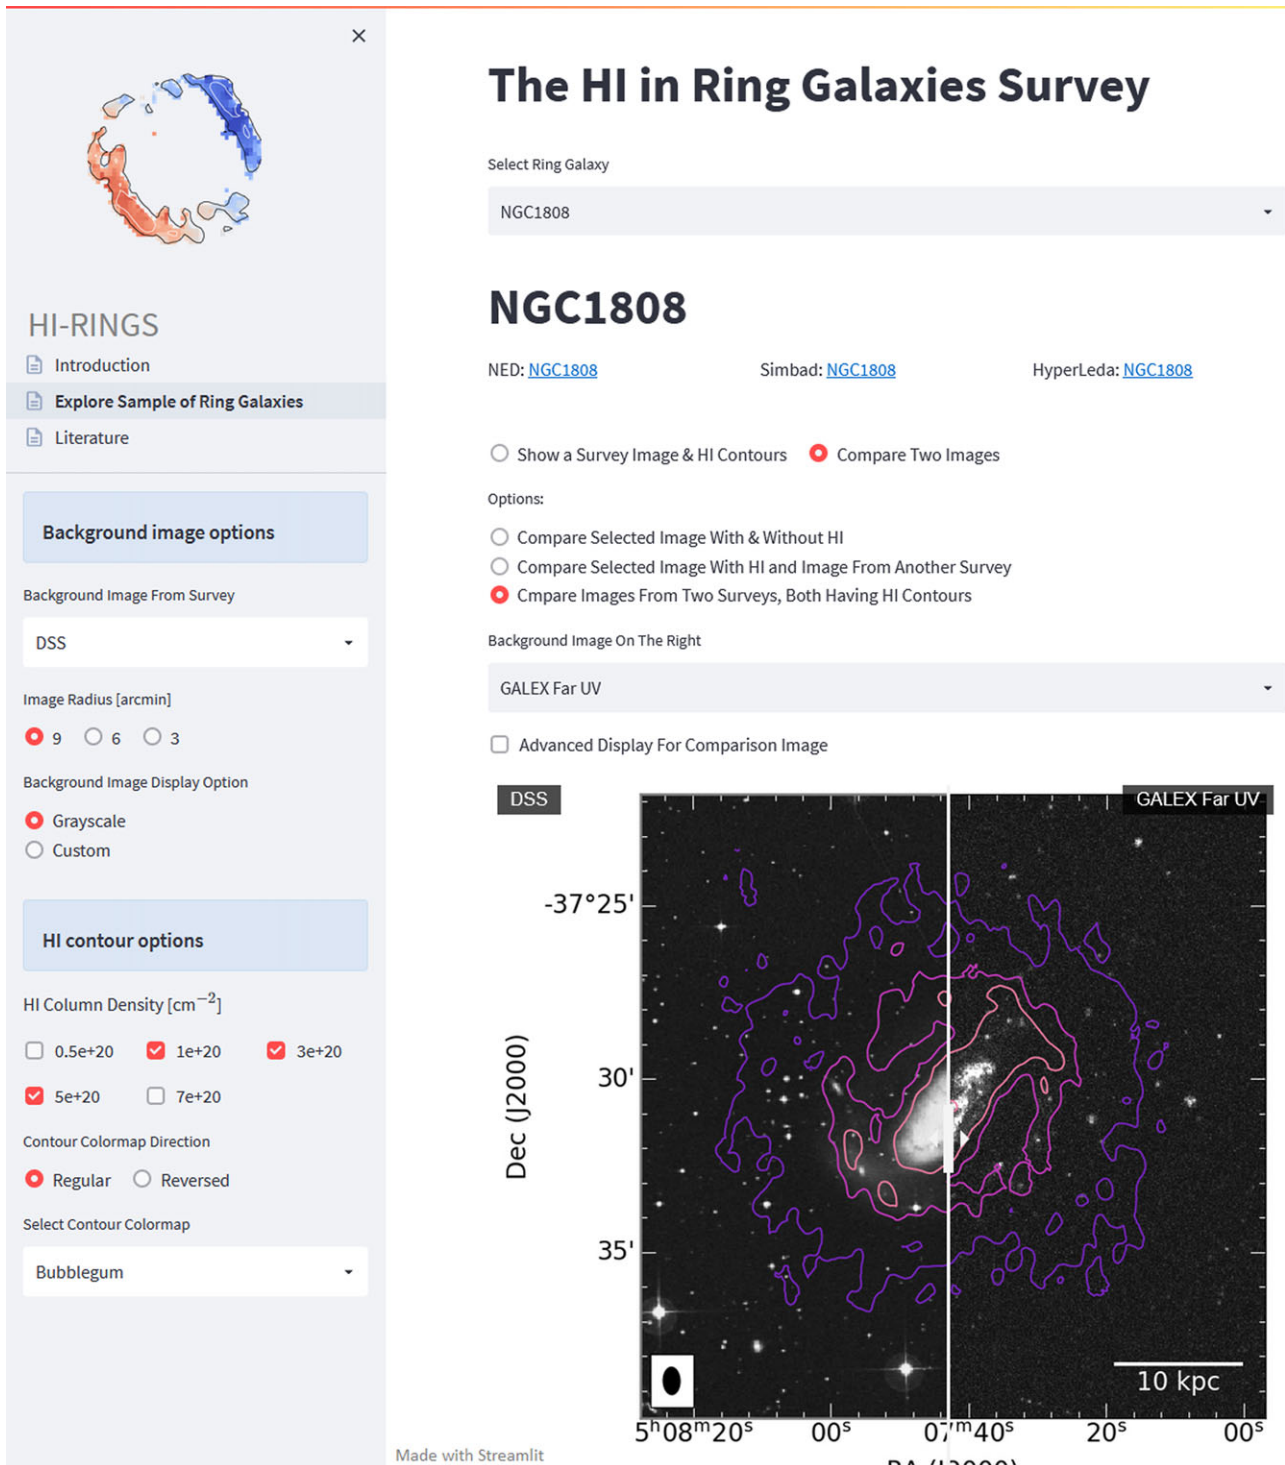 The HI in Ring Galaxies Survey
Select Ring Galaxy
NGC1808
HI-RINGS
Introduction
Explore Sample of Ring Galaxies
Literature
Background image options
Background Image From Survey
DSS
Image Radius [arcmin]
9 6 3
Background Image Display Option
Grayscale
Custom
HI contour options
HI Column Density [cm⁻²]
0.5e+20 1e+20 3e+20
5e+20 7e+20
Contour Colormap Direction
Regular Reversed
Select Contour Colormap
Bubblegum
NGC1808
NED: NGC1808 Simbad: NGC1808 HyperLeda: NGC1808
Show a Survey Image & HI Contours Compare Two Images
Options:
Compare Selected Image With & Without HI
Compare Selected Image With HI and Image From Another Survey
Cmpare Images From Two Surveys, Both Having HI Contours
Background Image On The Right
GALEX Far UV
Advanced Display For Comparison Image
DSS GALEX Far UV
-37°25'
30'
35'
Dec (J2000)
10 kpc
5ʰ08ᵐ20ˢ 00ˢ 07ᵐ40ˢ 20ˢ 00ˢ
RA (J2000)
Made with Streamlit